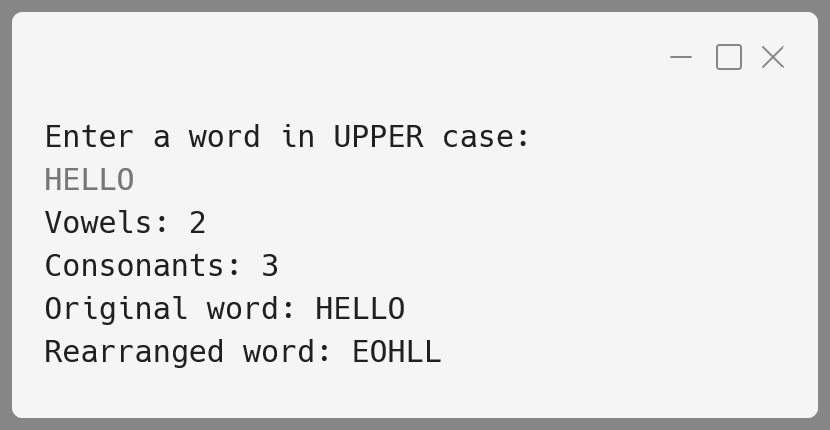 Enter a word in UPPER case:
HELLO
Vowels: 2
Consonants: 3
Original word: HELLO
Rearranged word: EOHLL